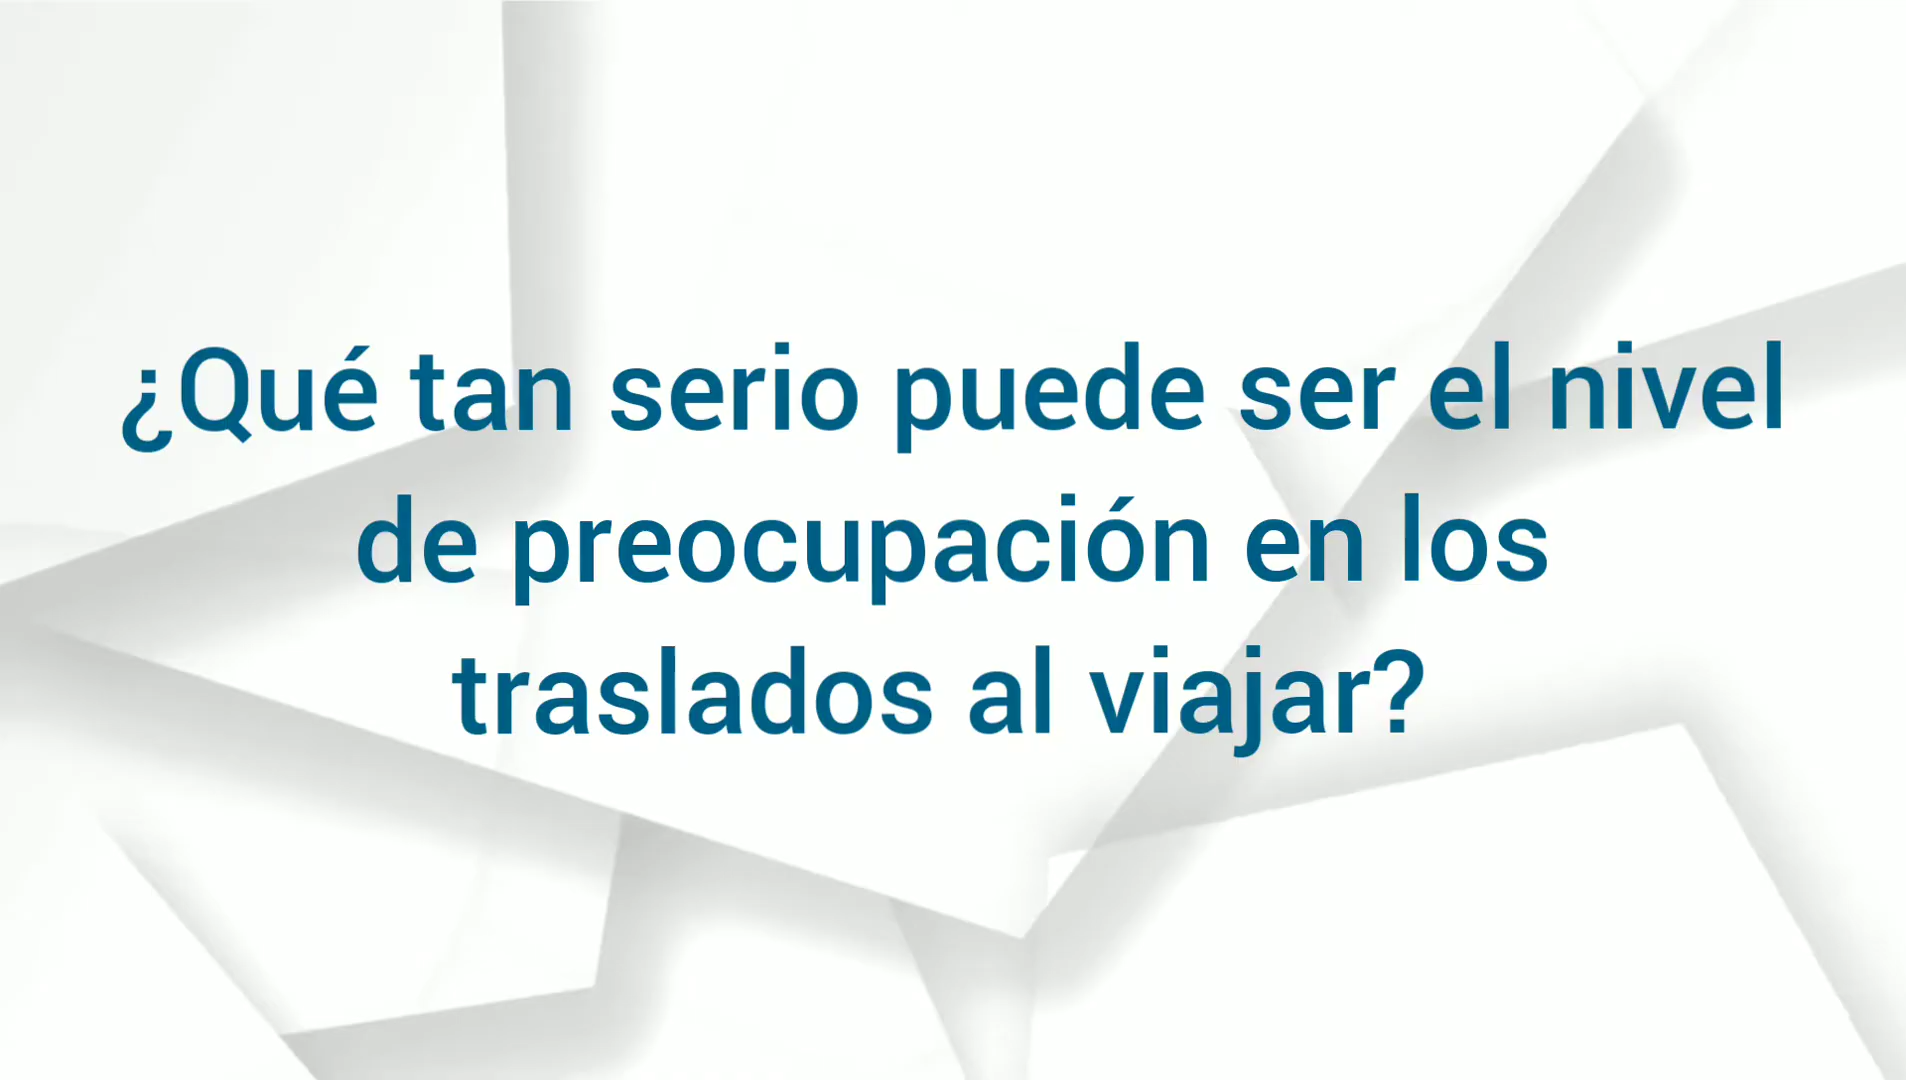 ¿Qué tan serio puede ser el nivel
de preocupación en los
traslados al viajar?